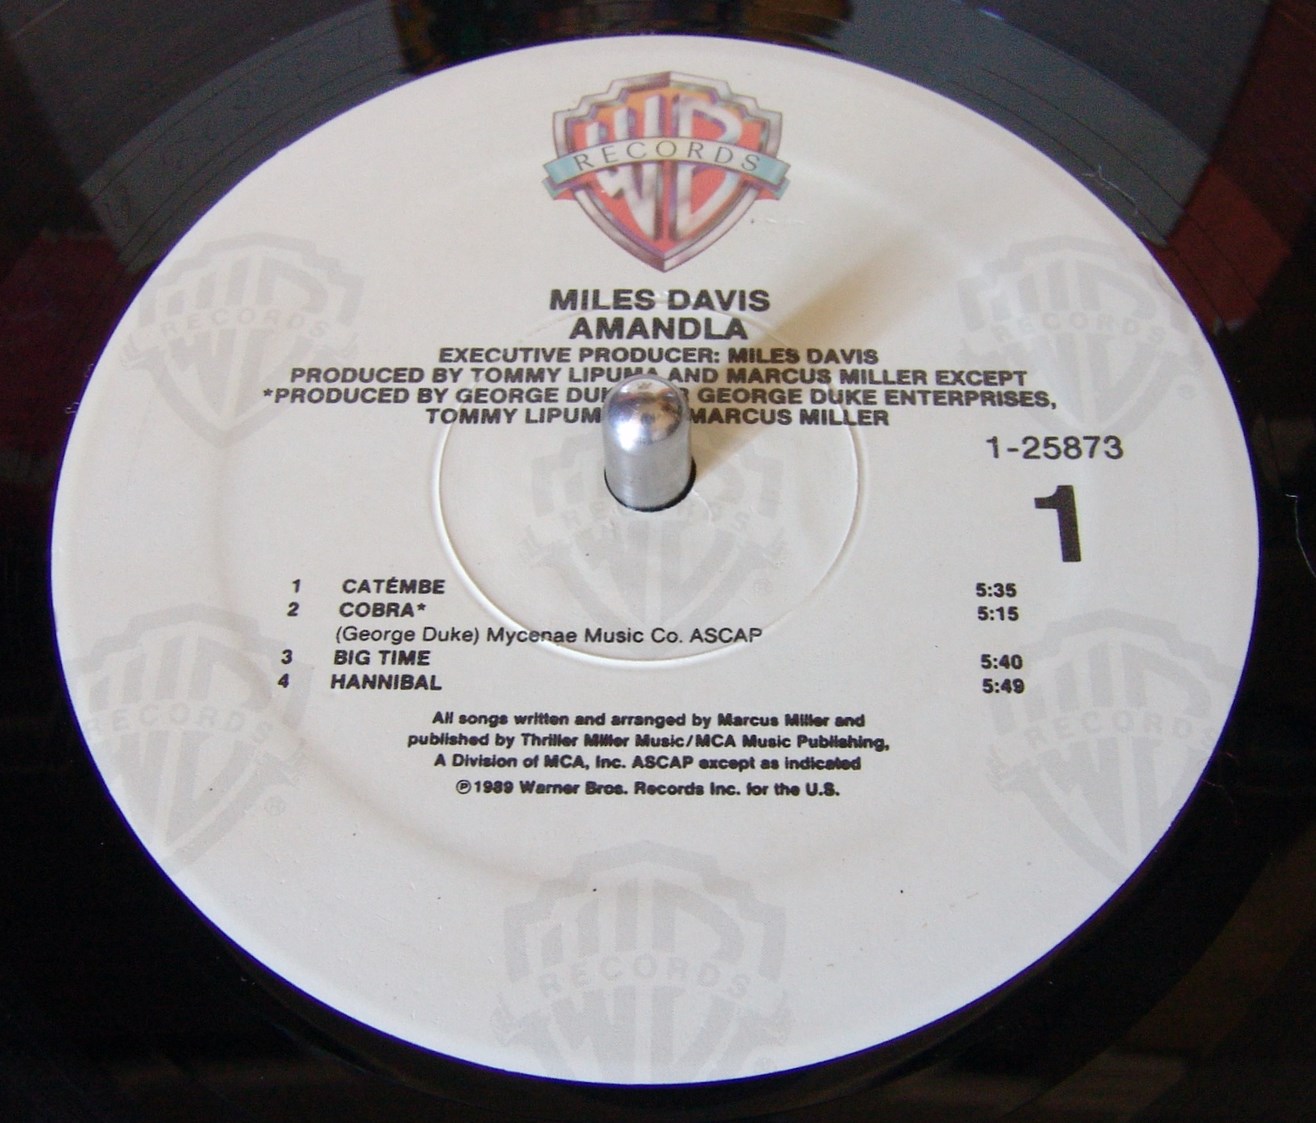 WB
RECORDS
MILES DAVIS
AMANDLA
EXECUTIVE PRODUCER: MILES DAVIS
PRODUCED BY TOMMY LIPUMA AND MARCUS MILLER EXCEPT
*PRODUCED BY GEORGE GEORGE DUKE ENTERPRISES,
TOMMY MARCUS MILLER
1-25873
1
1 CATÉMBE 5:35
2 COBRA* 5:15
(George Duke) Mycenae Music Co. ASCAP
3 BIG TIME 5:40
4 HANNIBAL 5:49
All songs written and arranged by Marcus Miller and
published by Thriller Miller Music/MCA Music Publishing,
A Division of MCA, Inc. ASCAP except as indicated
℗1989 Warner Bros. Records Inc. for the U.S.